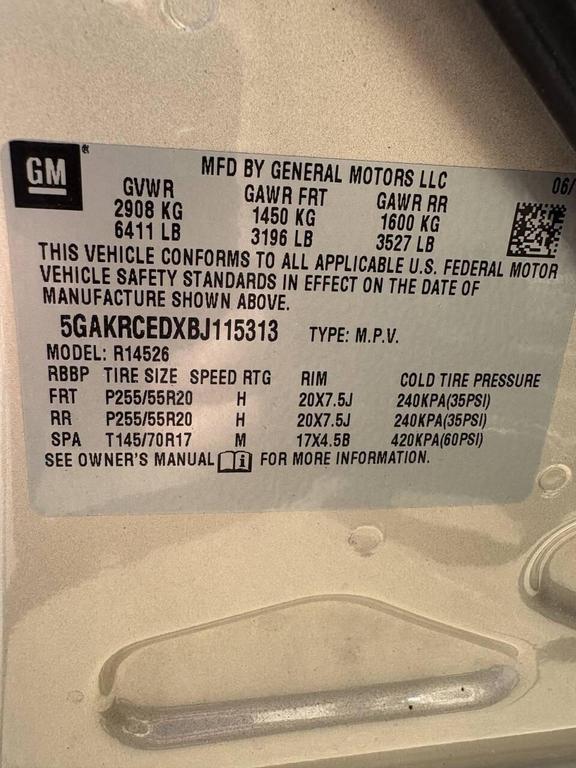 GM ®
MFD BY GENERAL MOTORS LLC 06/
GVWR GAWR FRT GAWR RR
2908 KG 1450 KG 1600 KG
6411 LB 3196 LB 3527 LB
THIS VEHICLE CONFORMS TO ALL APPLICABLE U.S. FEDERAL MOTOR
VEHICLE SAFETY STANDARDS IN EFFECT ON THE DATE OF
MANUFACTURE SHOWN ABOVE.
5GAKRCEDXBJ115313 TYPE: M.P.V.
MODEL: R14526
RBBP TIRE SIZE SPEED RTG RIM COLD TIRE PRESSURE
FRT P255/55R20 H 20X7.5J 240KPA(35PSI)
RR P255/55R20 H 20X7.5J 240KPA(35PSI)
SPA T145/70R17 M 17X4.5B 420KPA(60PSI)
SEE OWNER'S MANUAL i FOR MORE INFORMATION.